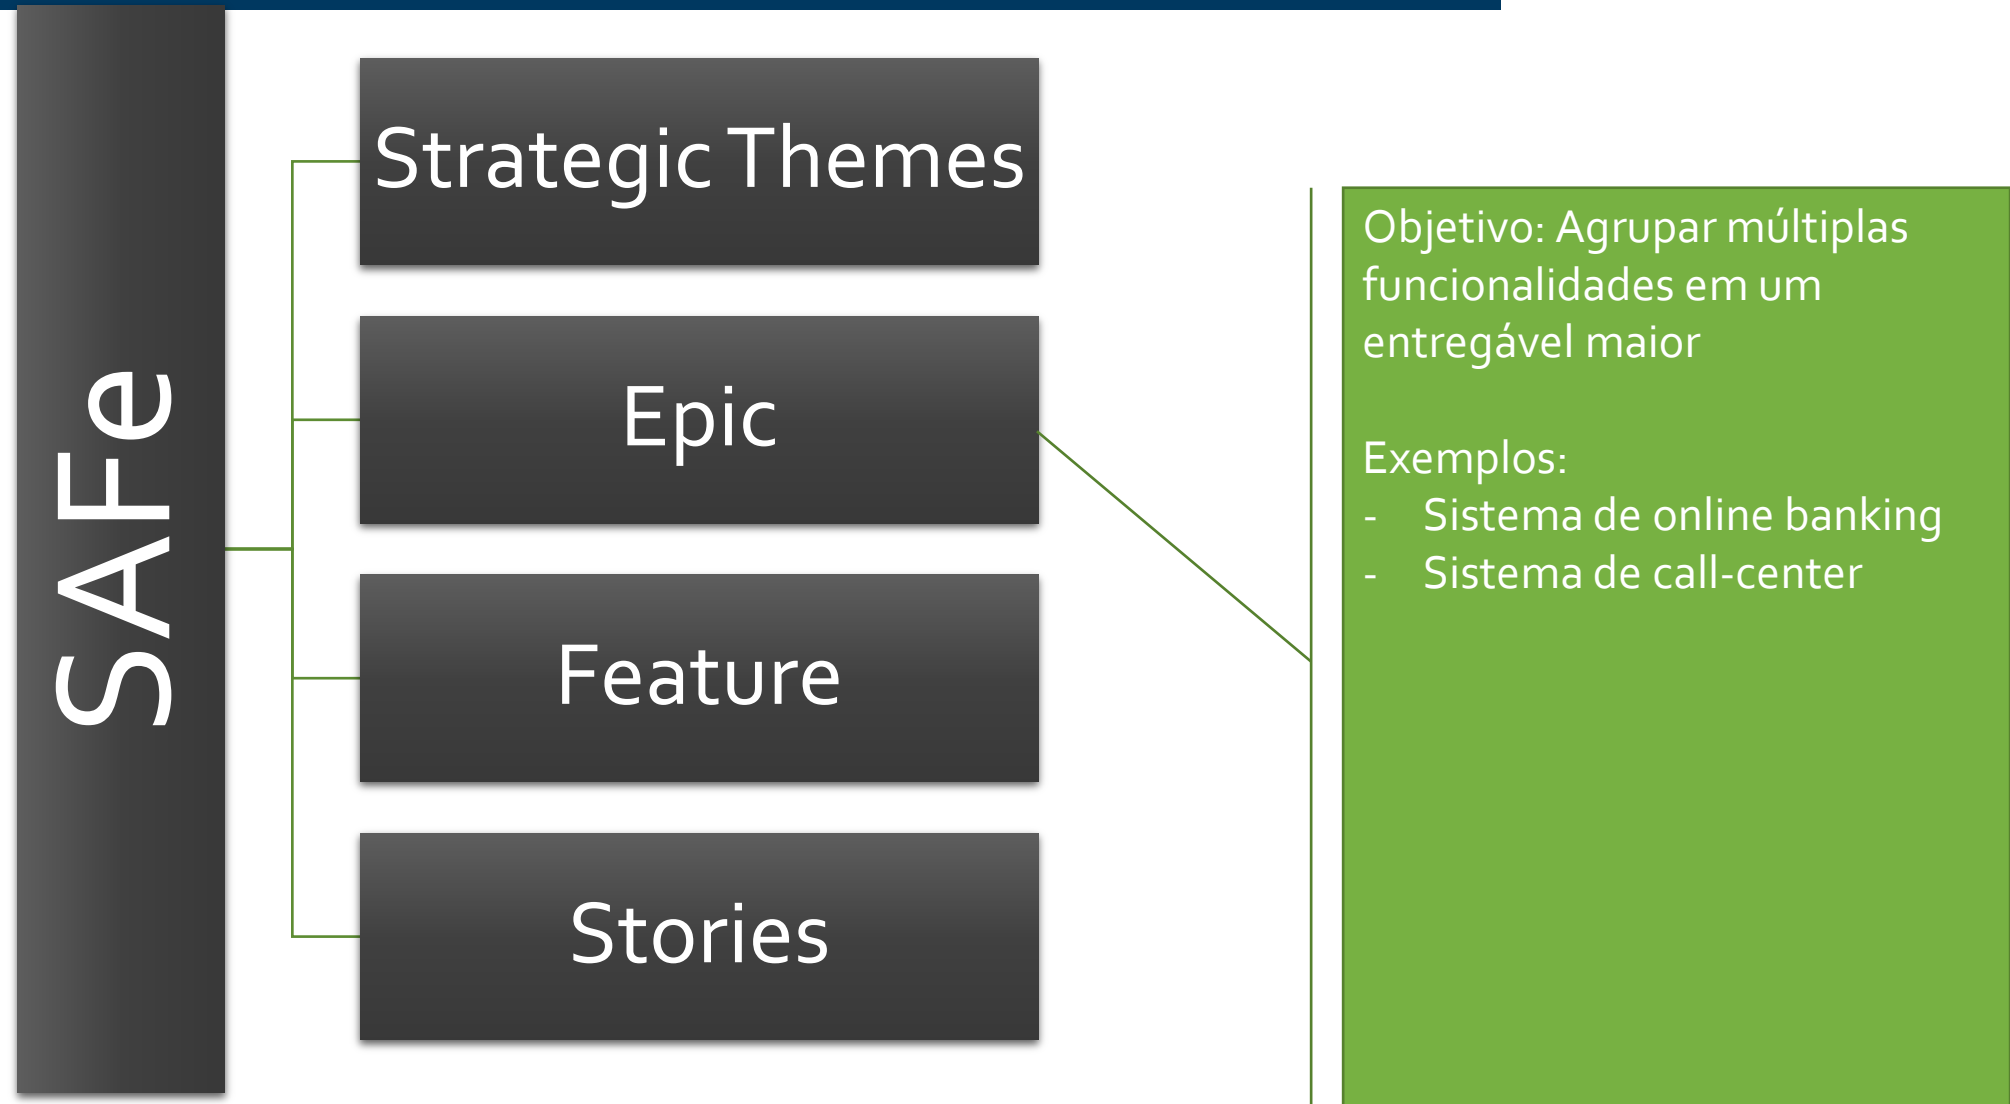 SAFe
Strategic Themes
Epic
Feature
Stories
Objetivo: Agrupar múltiplas
funcionalidades em um
entregável maior
Exemplos:
- Sistema de online banking
- Sistema de call-center